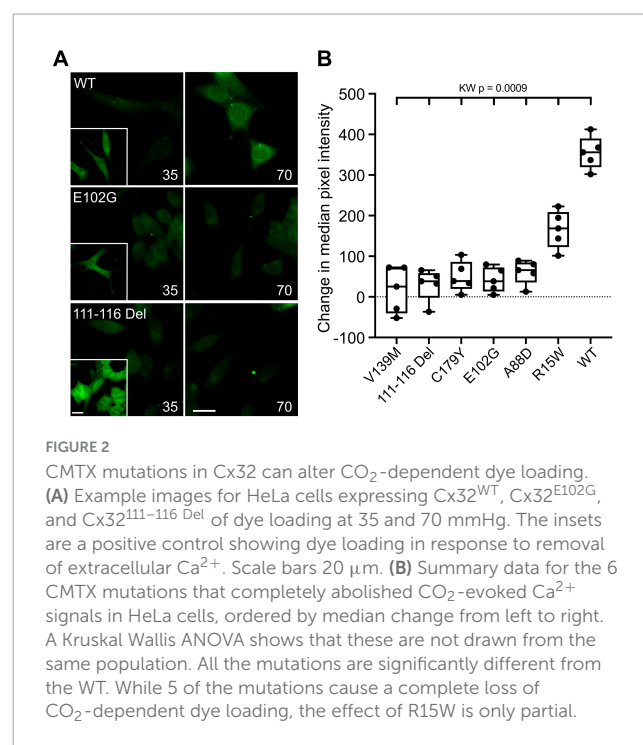 A
WT
35
70
E102G
35
70
111-116 Del
35
70
B
KW p = 0.0009
Change in median pixel intensity
500
400
300
200
100
0
-100
V139M
111-116 Del
C179Y
E102G
A88D
R15W
WT
FIGURE 2
CMTX mutations in Cx32 can alter CO₂-dependent dye loading.
(A) Example images for HeLa cells expressing Cx32ᵂᵀ, Cx32ᴱ¹⁰²ᴳ,
and Cx32¹¹¹⁻¹¹⁶ ᴰᵉˡ of dye loading at 35 and 70 mmHg. The insets
are a positive control showing dye loading in response to removal
of extracellular Ca²⁺. Scale bars 20 μm. (B) Summary data for the 6
CMTX mutations that completely abolished CO₂-evoked Ca²⁺
signals in HeLa cells, ordered by median change from left to right.
A Kruskal Wallis ANOVA shows that these are not drawn from the
same population. All the mutations are significantly different from
the WT. While 5 of the mutations cause a complete loss of
CO₂-dependent dye loading, the effect of R15W is only partial.